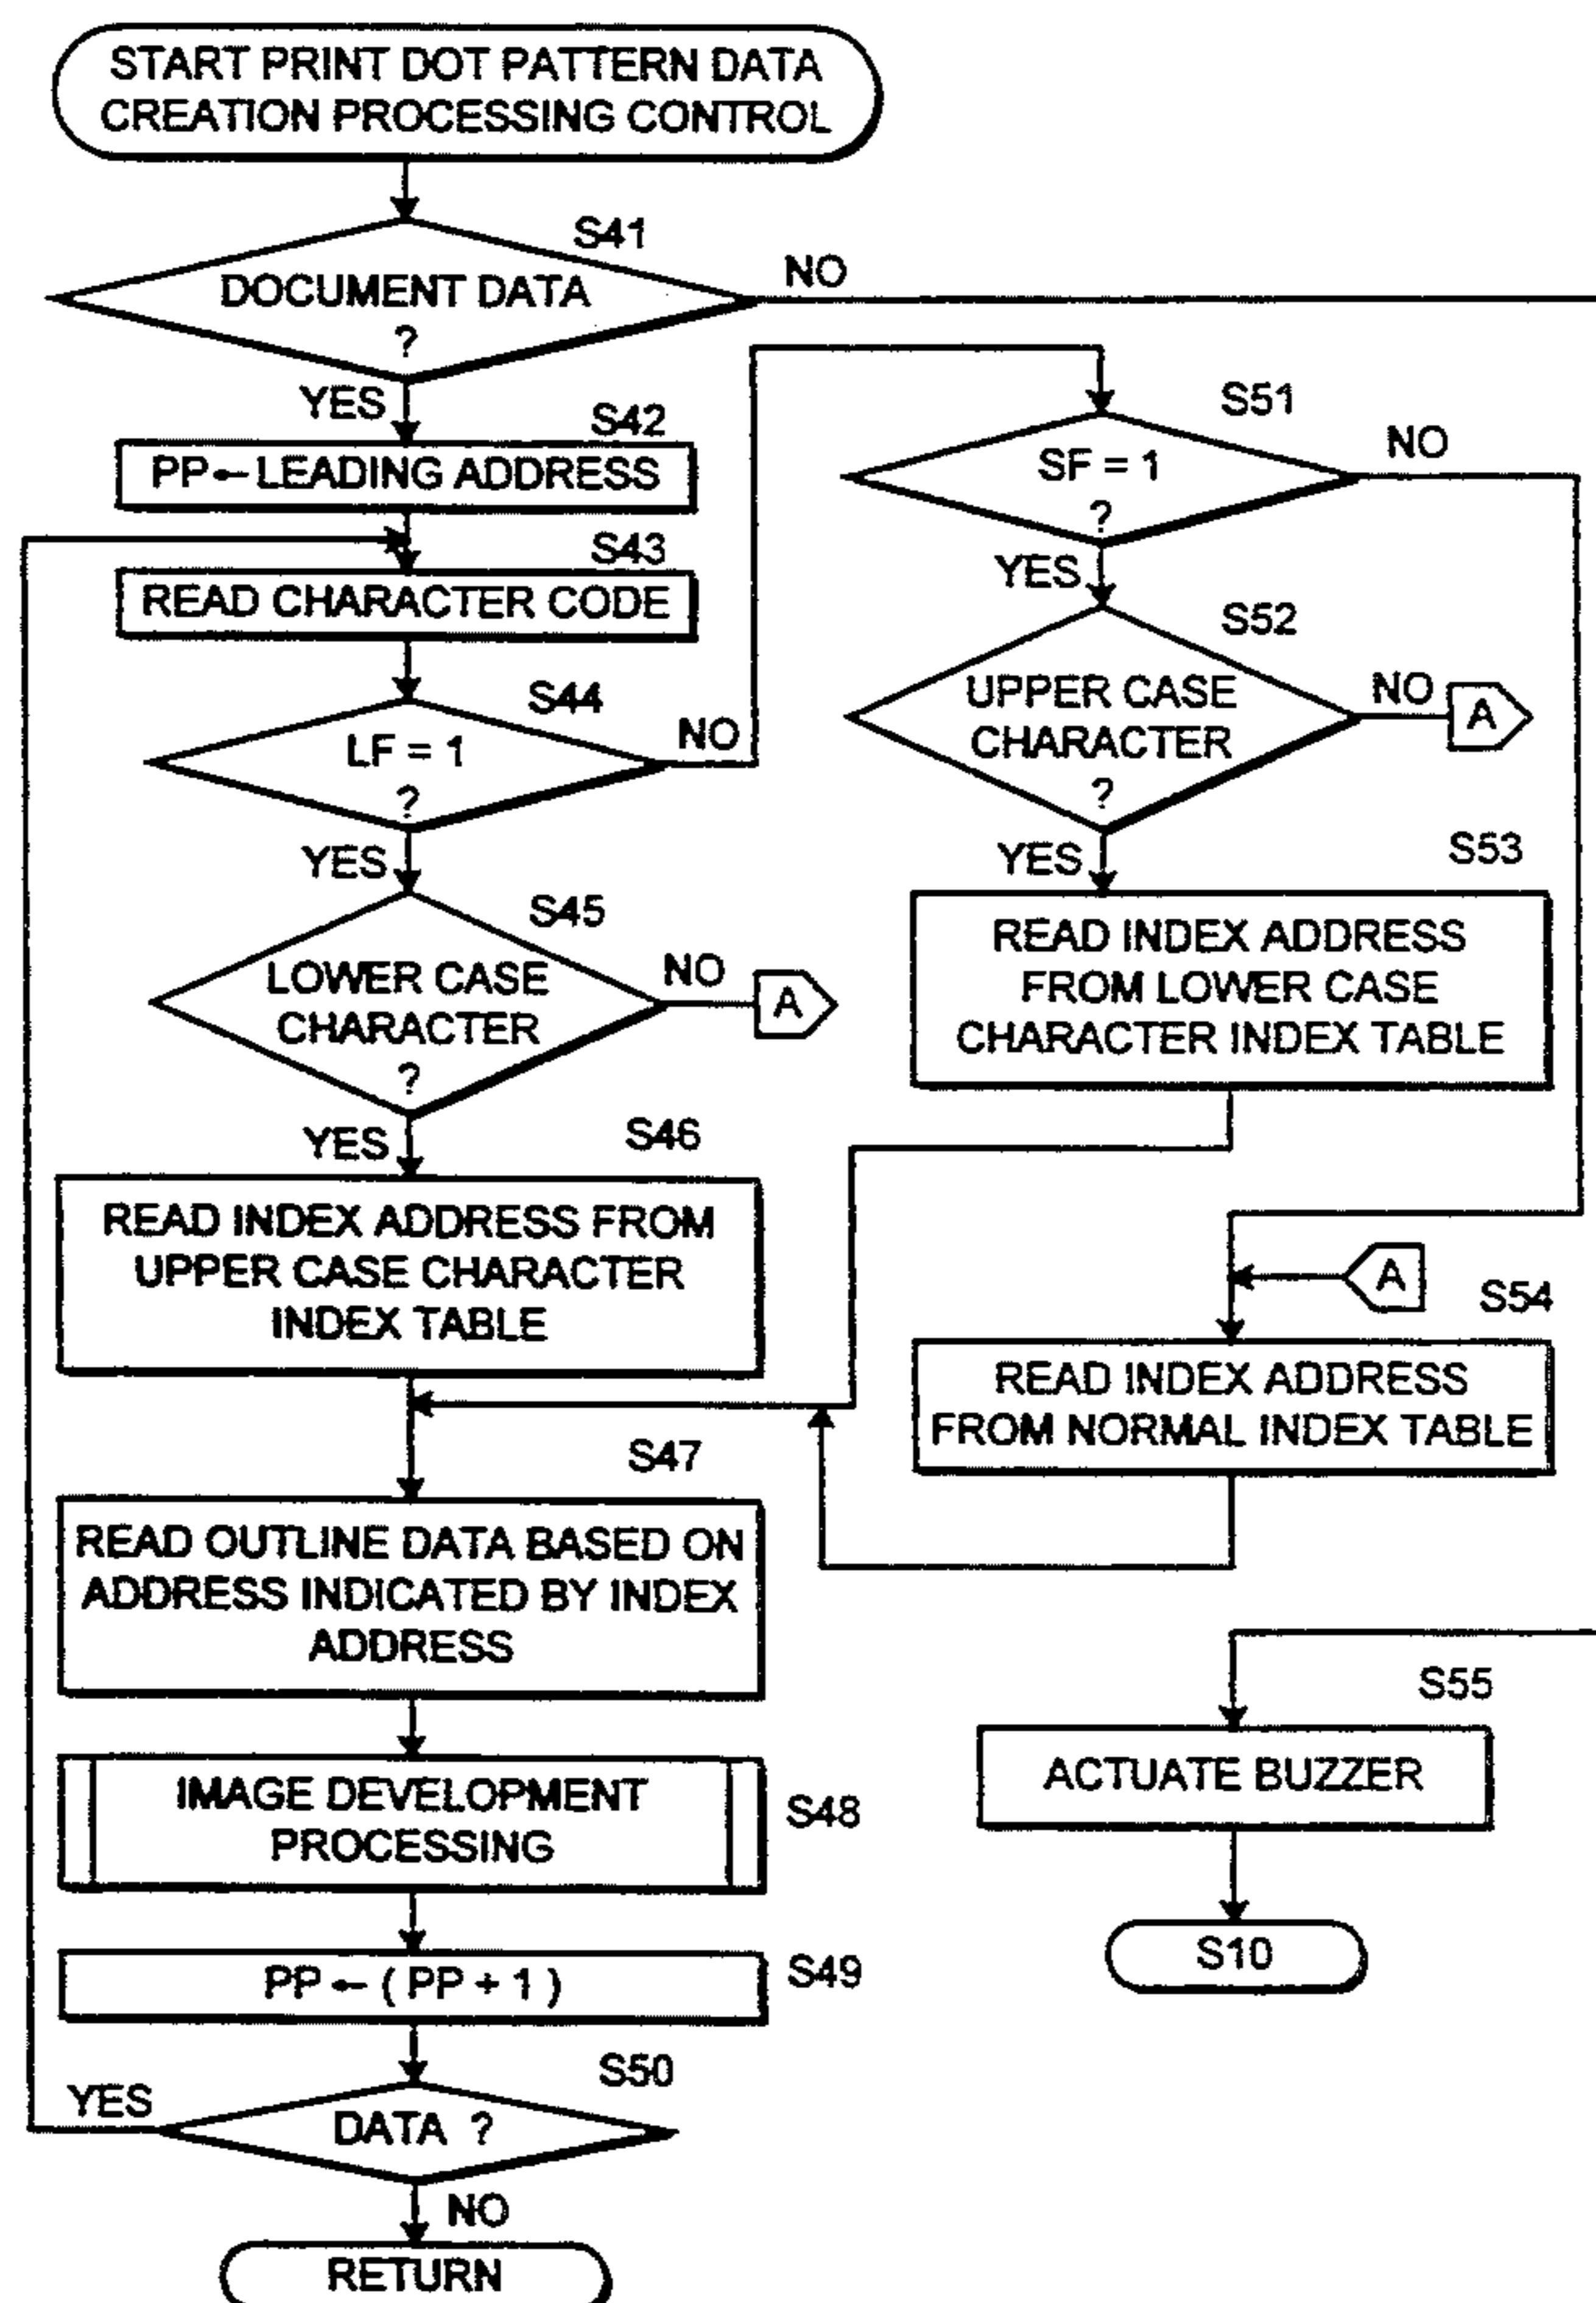 START PRINT DOT PATTERN DATA
CREATION PROCESSING CONTROL
S41
DOCUMENT DATA
?
NO
YES
S42
PP←LEADING ADDRESS
S43
READ CHARACTER CODE
S44
LF = 1
?
NO
YES
S45
LOWER CASE
CHARACTER
?
NO
A
YES
S46
READ INDEX ADDRESS FROM
UPPER CASE CHARACTER
INDEX TABLE
S47
READ OUTLINE DATA BASED ON
ADDRESS INDICATED BY INDEX
ADDRESS
IMAGE DEVELOPMENT
PROCESSING
S48
PP ← ( PP + 1 )
S49
S50
DATA ?
YES
NO
RETURN
S51
SF = 1
?
NO
YES
S52
UPPER CASE
CHARACTER
?
NO
A
YES
S53
READ INDEX ADDRESS
FROM LOWER CASE
CHARACTER INDEX TABLE
A
S54
READ INDEX ADDRESS
FROM NORMAL INDEX TABLE
S55
ACTUATE BUZZER
S10